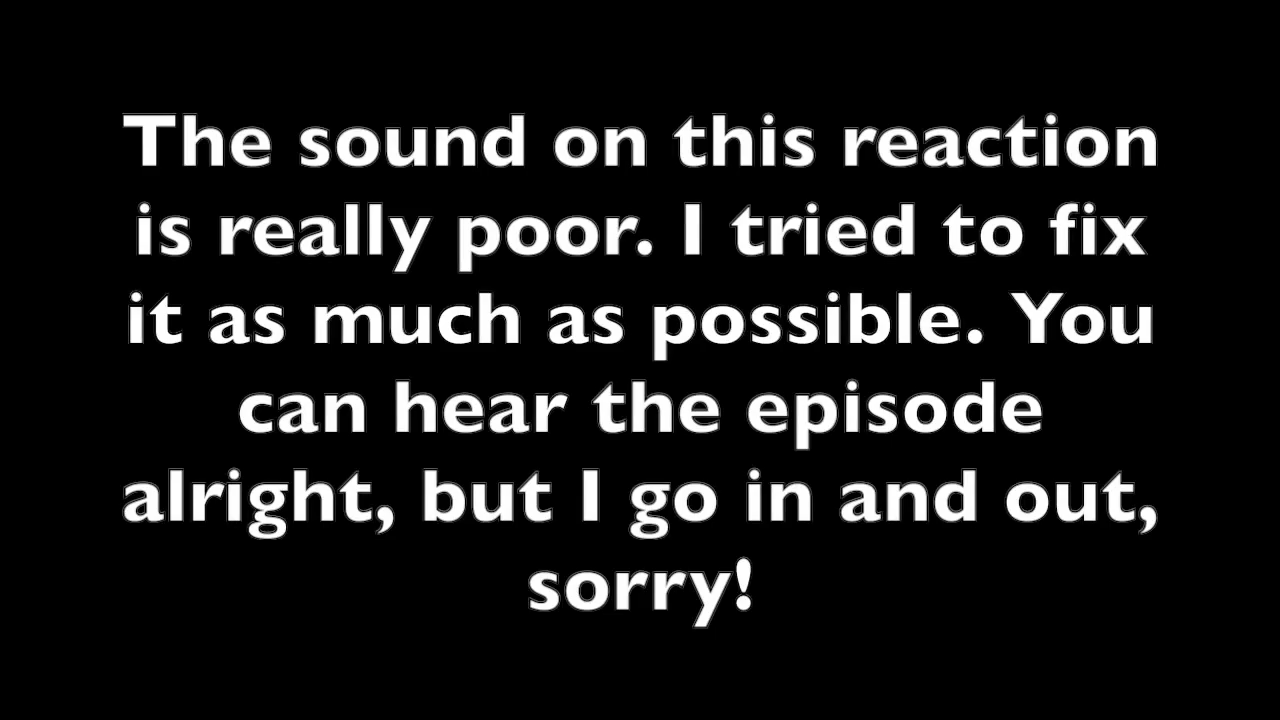 The sound on this reaction
is really poor. I tried to fix
it as much as possible. You
can hear the episode
alright, but I go in and out,
sorry!